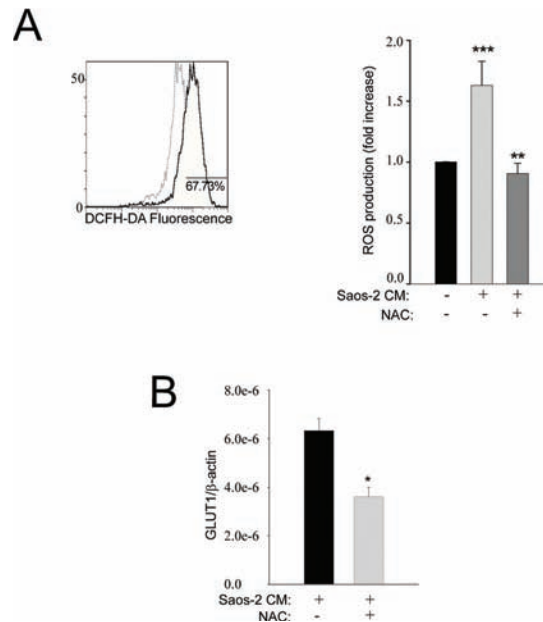 A
50
0
67.73%
DCFH-DA Fluorescence
ROS production (fold increase)
2.0
1.5
1.0
0.5
0.0
***
**
Saos-2 CM: - + +
NAC: - - +
B
GLUT1/β-actin
8.0e-6
6.0e-6
4.0e-6
2.0e-6
0.0
*
Saos-2 CM: + +
NAC: - +